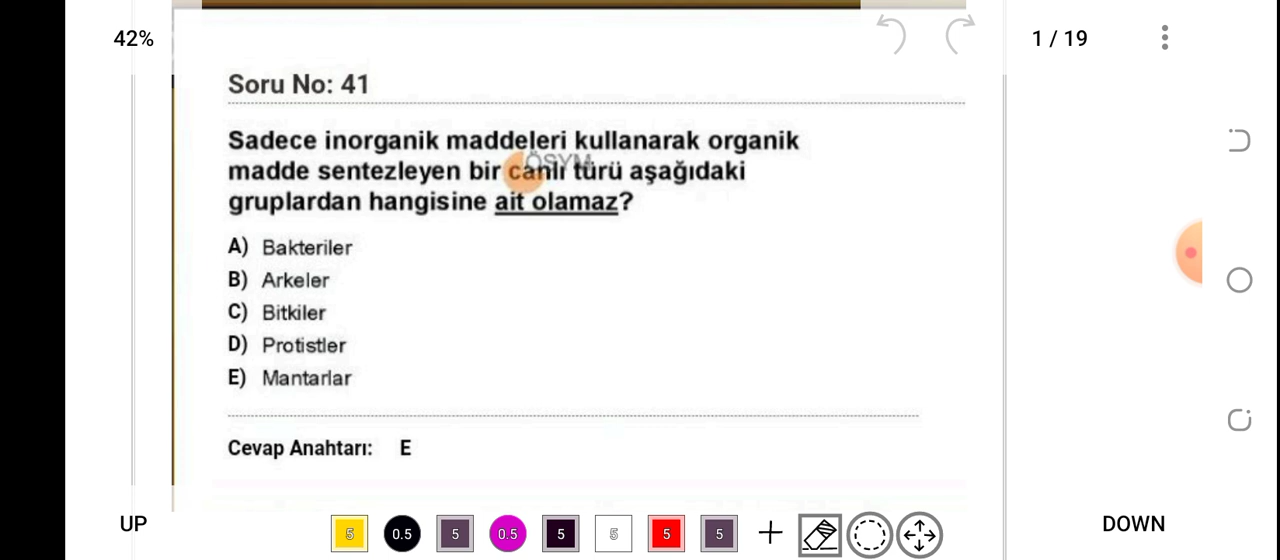 42%
1 / 19
Soru No: 41
Sadece inorganik maddeleri kullanarak organik
ÖSYM
madde sentezleyen bir canlı türü aşağıdaki
gruplardan hangisine ait olamaz?
A) Bakteriler
B) Arkeler
C) Bitkiler
D) Protistler
E) Mantarlar
Cevap Anahtarı: E
UP
5 0.5 5 0.5 5 5 5 5
DOWN